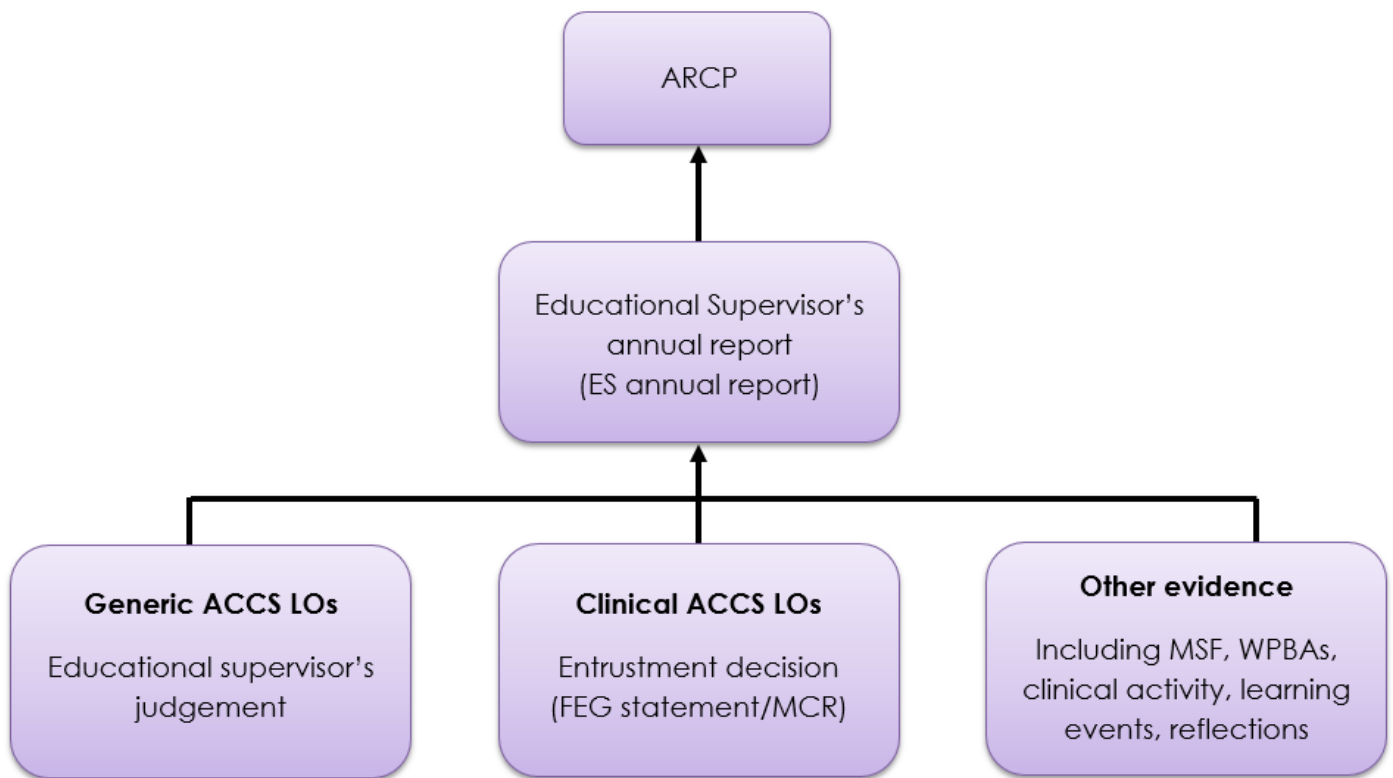 ARCP
Educational Supervisor’s
annual report
(ES annual report)
Generic ACCS LOs
Educational supervisor’s
judgement
Clinical ACCS LOs
Entrustment decision
(FEG statement/MCR)
Other evidence
Including MSF, WPBAs,
clinical activity, learning
events, reflections